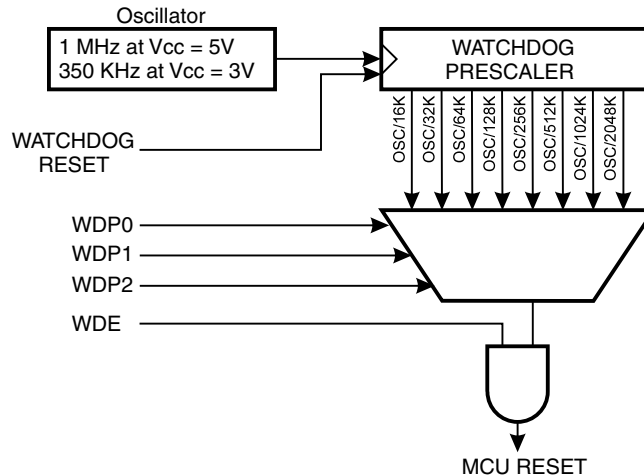 Oscillator
1 MHz at Vcc = 5V
350 KHz at Vcc = 3V
WATCHDOG
PRESCALER
OSC/16K
OSC/32K
OSC/64K
OSC/128K
OSC/256K
OSC/512K
OSC/1024K
OSC/2048K
WATCHDOG
RESET
WDP0
WDP1
WDP2
WDE
MCU RESET